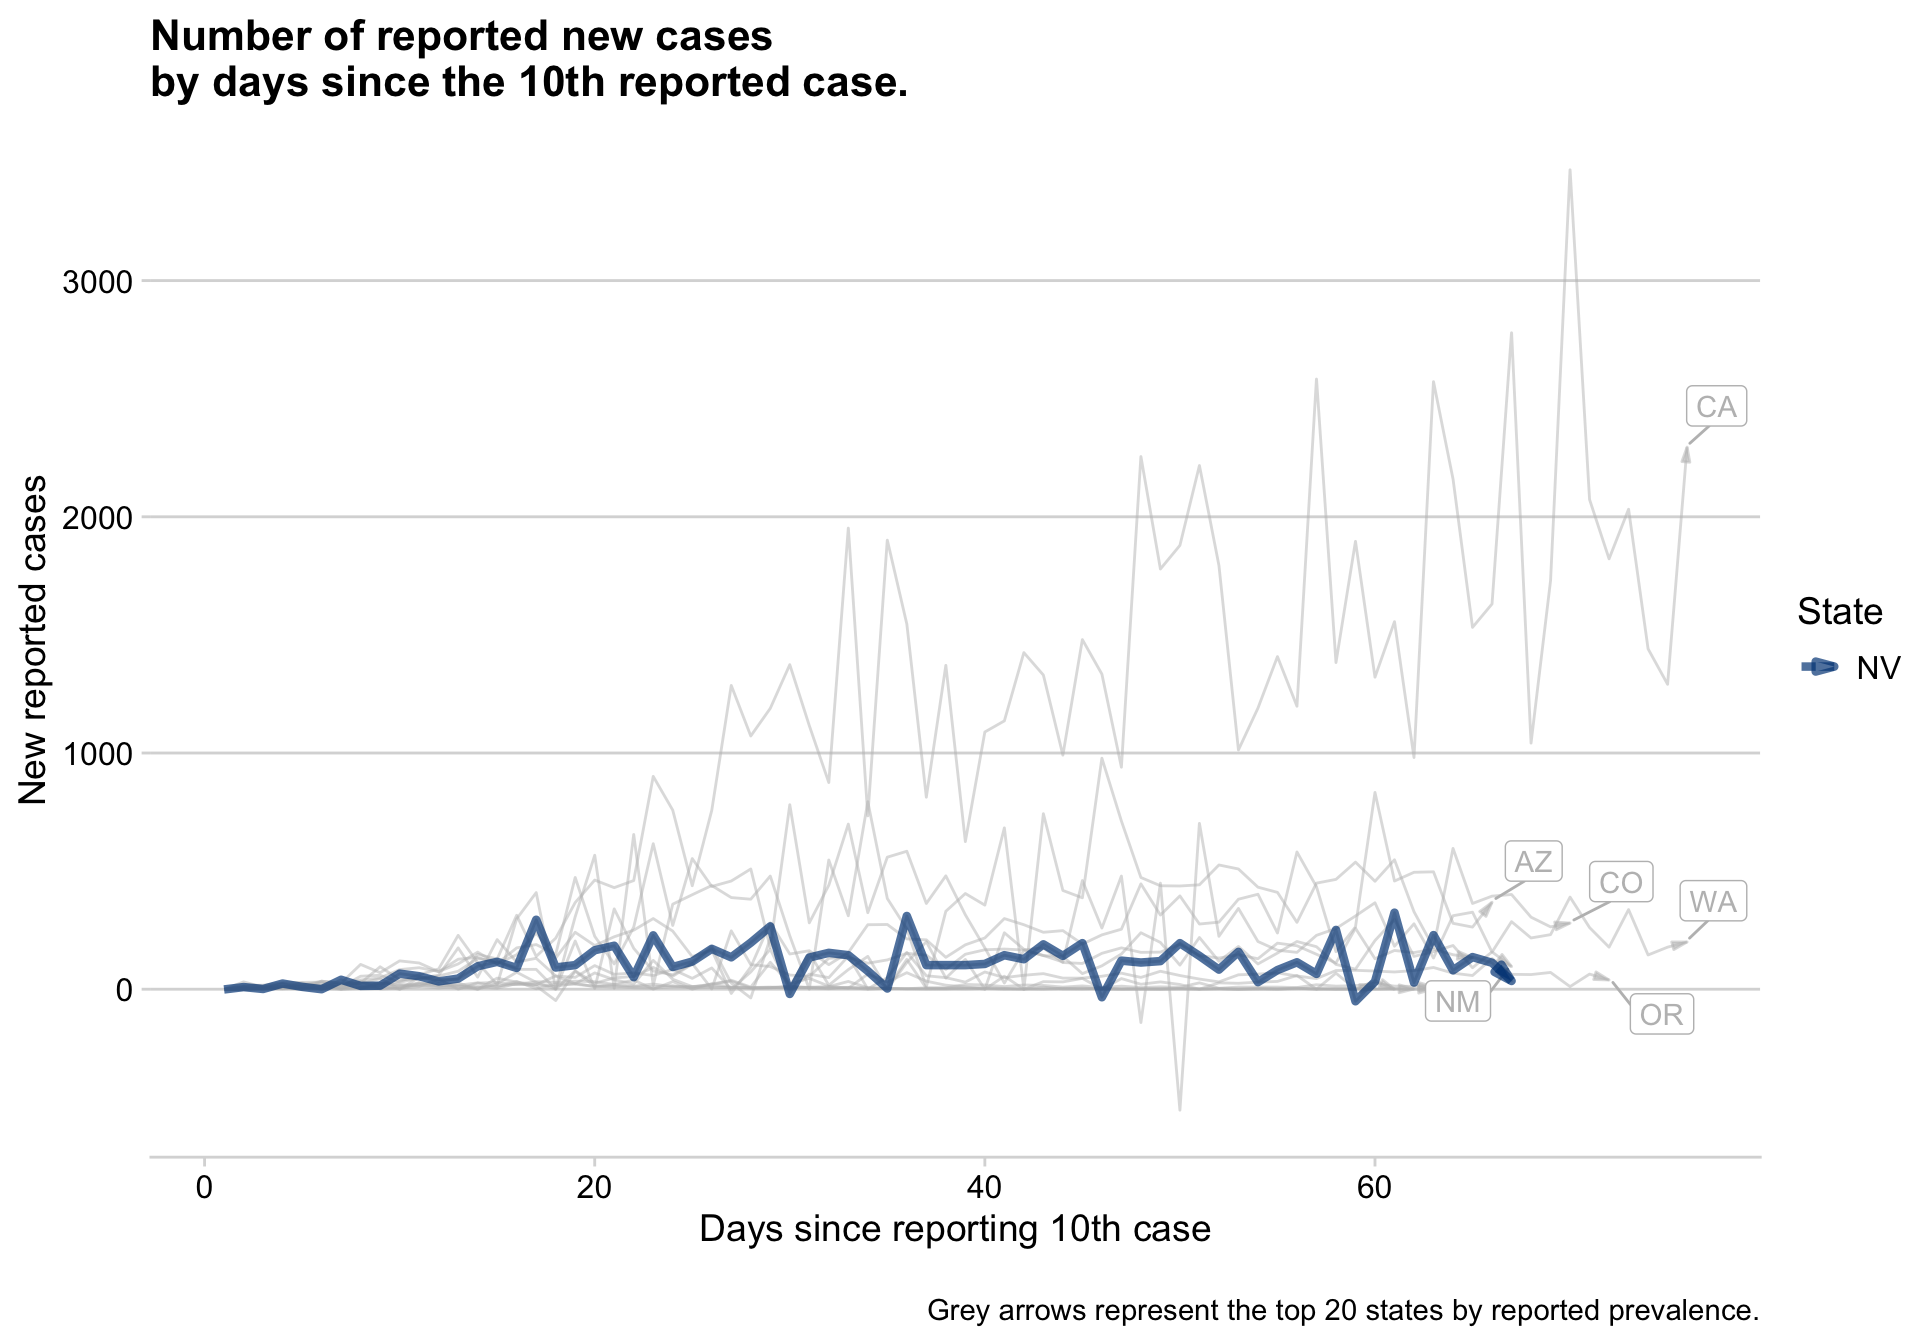 Number of reported new cases
by days since the 10th reported case.
3000
2000
1000
0
New reported cases
CA
AZ
CO
WA
NM
OR
State
NV
0
20
40
60
Days since reporting 10th case
Grey arrows represent the top 20 states by reported prevalence.